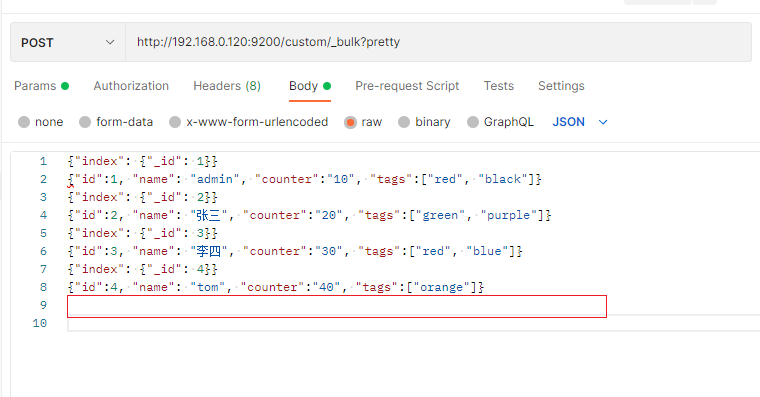 POST http://192.168.0.120:9200/custom/_bulk?pretty
Params Authorization Headers (8) Body Pre-request Script Tests Settings
none form-data x-www-form-urlencoded raw binary GraphQL JSON
1 {"index": {"_id": 1}}
2 {"id":1, "name": "admin", "counter":"10", "tags":["red", "black"]}
3 {"index": {"_id": 2}}
4 {"id":2, "name": "张三", "counter":"20", "tags":["green", "purple"]}
5 {"index": {"_id": 3}}
6 {"id":3, "name": "李四", "counter":"30", "tags":["red", "blue"]}
7 {"index": {"_id": 4}}
8 {"id":4, "name": "tom", "counter":"40", "tags":["orange"]}
9
10